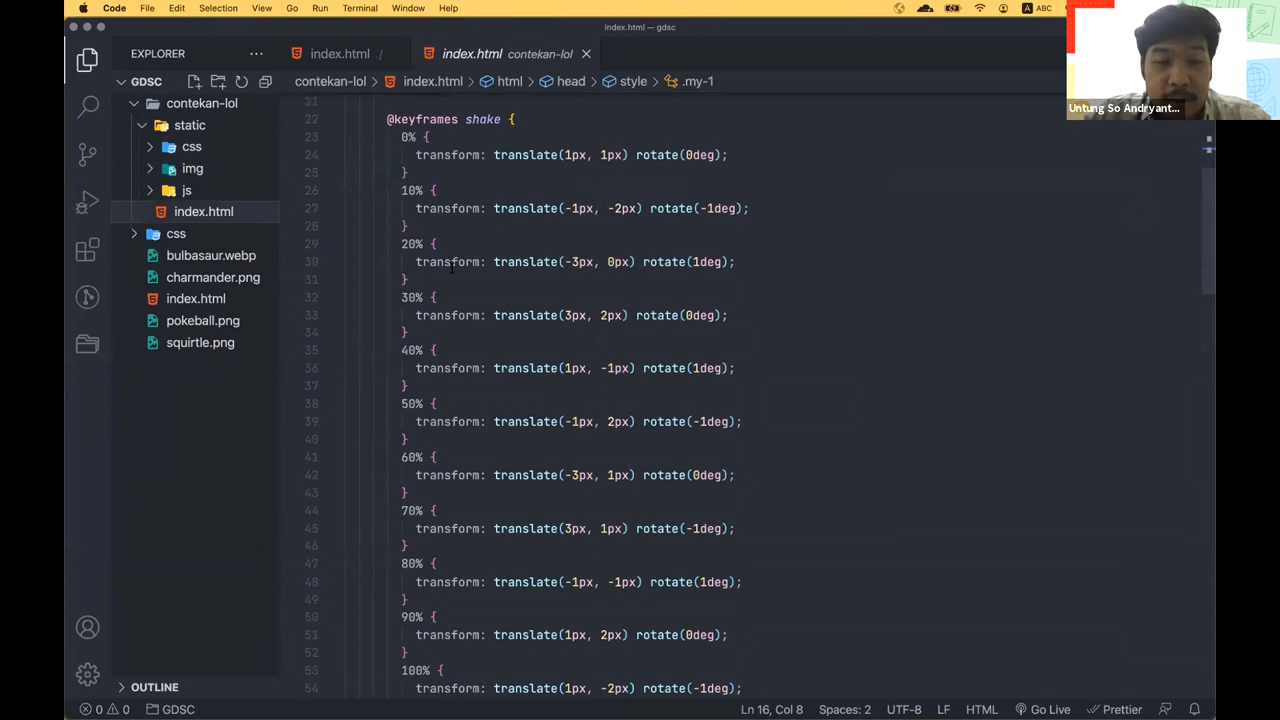 Code File Edit Selection View Go Run Terminal Window Help A ABC
index.html — gdsc
Untung So Andryant...
EXPLORER ...
index.html /
index.html contekan-lol
GDSC
contekan-lol > index.html > html > head > style > .my-1
contekan-lol
static
css
img
js
index.html
css
bulbasaur.webp
charmander.png
index.html
pokeball.png
squirtle.png
OUTLINE
21
22 @keyframes shake {
23 0% {
24 transform: translate(1px, 1px) rotate(0deg);
25 }
26 10% {
27 transform: translate(-1px, -2px) rotate(-1deg);
28 }
29 20% {
30 transform: translate(-3px, 0px) rotate(1deg);
31 }
32 30% {
33 transform: translate(3px, 2px) rotate(0deg);
34 }
35 40% {
36 transform: translate(1px, -1px) rotate(1deg);
37 }
38 50% {
39 transform: translate(-1px, 2px) rotate(-1deg);
40 }
41 60% {
42 transform: translate(-3px, 1px) rotate(0deg);
43 }
44 70% {
45 transform: translate(3px, 1px) rotate(-1deg);
46 }
47 80% {
48 transform: translate(-1px, -1px) rotate(1deg);
49 }
50 90% {
51 transform: translate(1px, 2px) rotate(0deg);
52 }
53 100% {
54 transform: translate(1px, -2px) rotate(-1deg);
0 0 GDSC Ln 16, Col 8 Spaces: 2 UTF-8 LF HTML Go Live Prettier